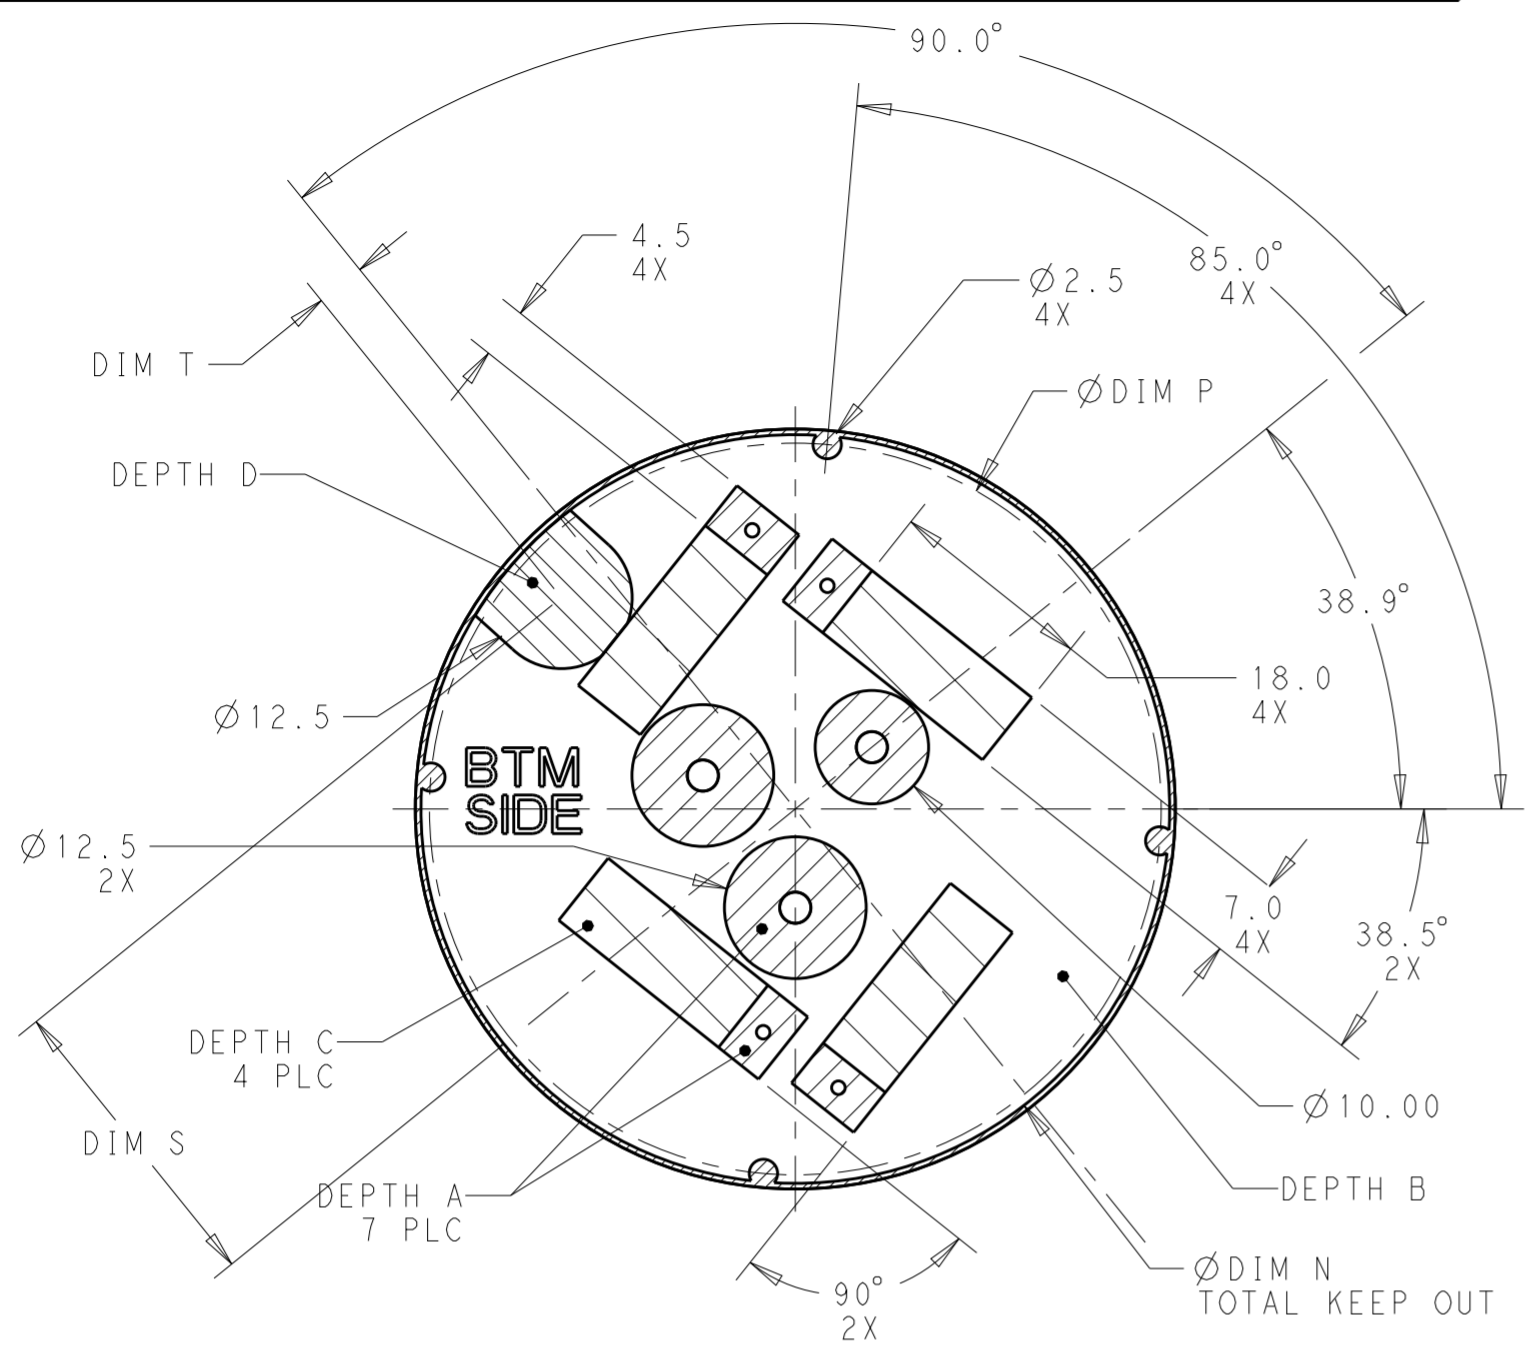 90.0°
4.5
4X
85.0°
4X
Ø2.5
4X
DIM T
ØDIM P
DEPTH D
38.9°
18.0
4X
Ø12.5
BTM
SIDE
Ø12.5
2X
7.0
4X
38.5°
2X
DEPTH C
4 PLC
Ø10.00
DIM S
DEPTH A
7 PLC
DEPTH B
ØDIM N
TOTAL KEEP OUT
90°
2X